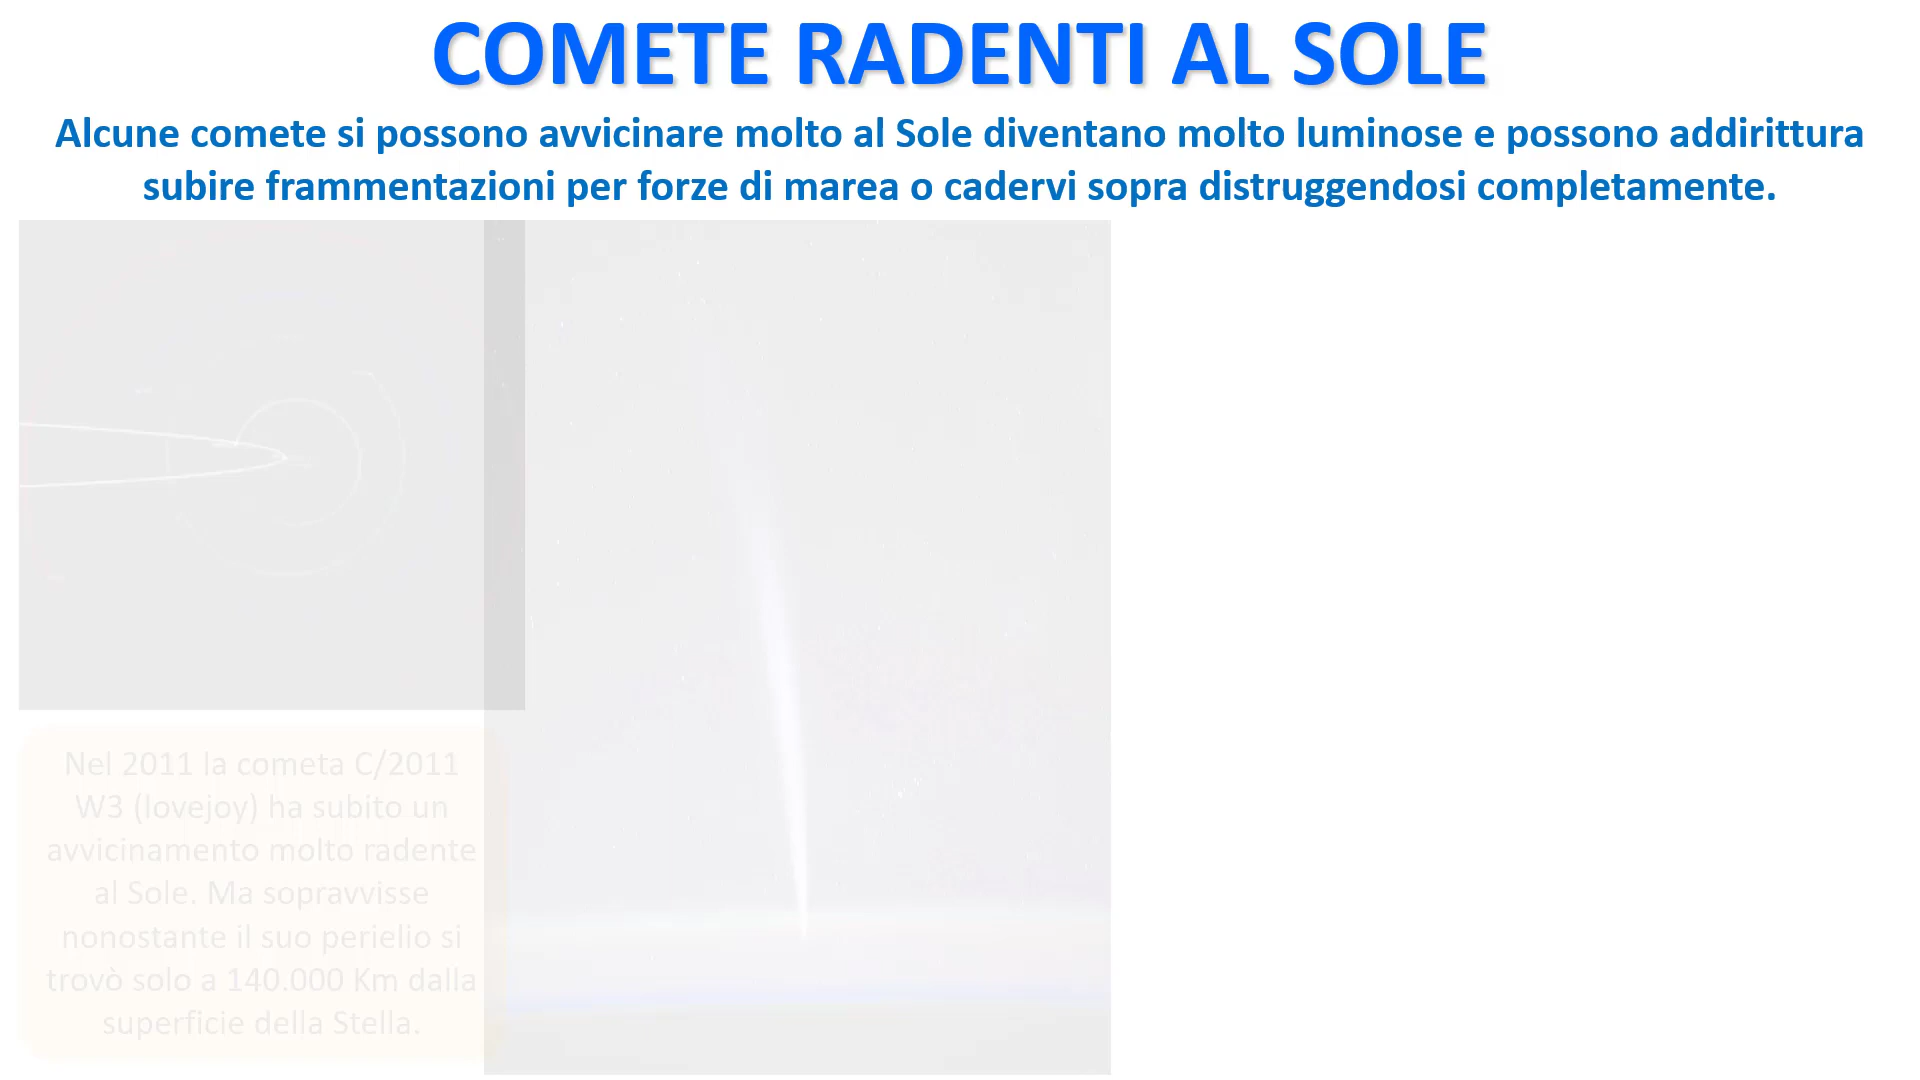 COMETE RADENTI AL SOLE
Alcune comete si possono avvicinare molto al Sole diventano molto luminose e possono addirittura
subire frammentazioni per forze di marea o cadervi sopra distruggendosi completamente.
Nel 2011 la cometa C/2011
W3 (lovejoy) ha subito un
avvicinamento molto radente
al Sole. Ma sopravvisse
nonostante il suo perielio si
trovò solo a 140.000 Km dalla
superficie della Stella.